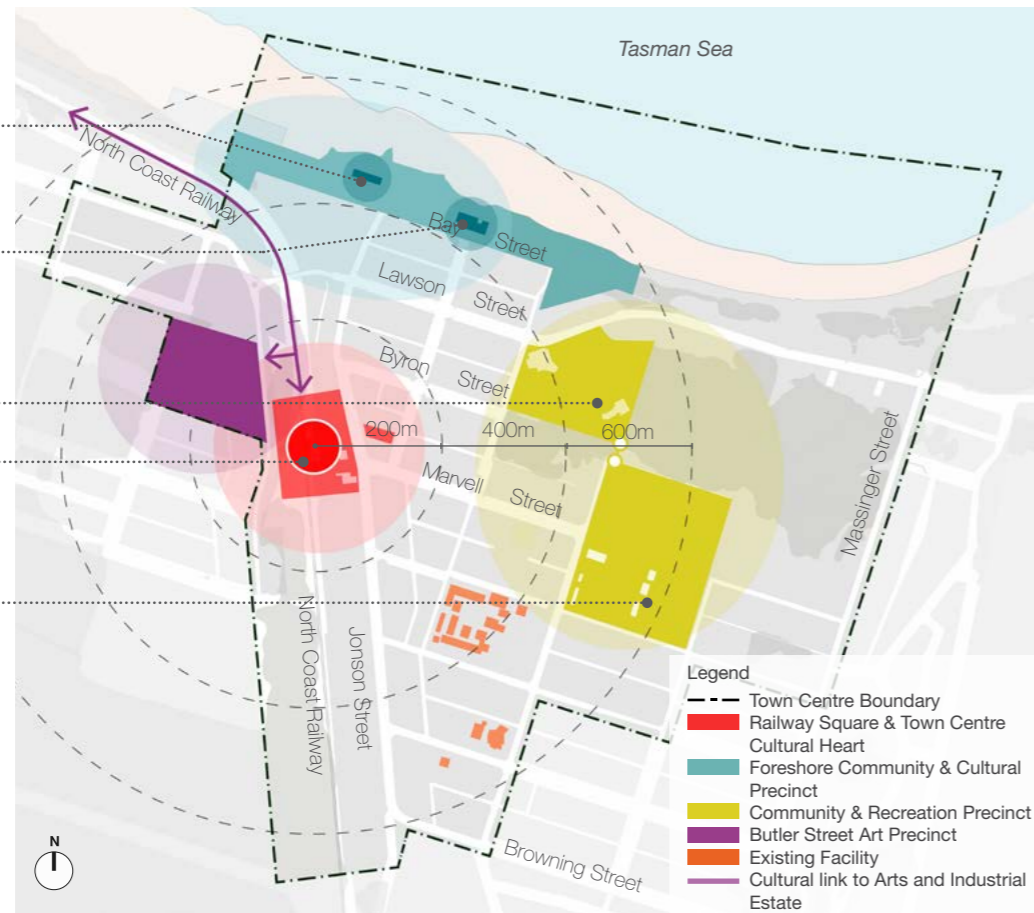 Tasman Sea
North Coast Railway
Bay Street
Lawson Street
Byron Street
200m 400m 600m
Marvell Street
Massinger Street
North Coast Railway
Jonson Street
Browning Street
N
Legend
Town Centre Boundary
Railway Square & Town Centre
Cultural Heart
Foreshore Community & Cultural
Precinct
Community & Recreation Precinct
Butler Street Art Precinct
Existing Facility
Cultural link to Arts and Industrial
Estate